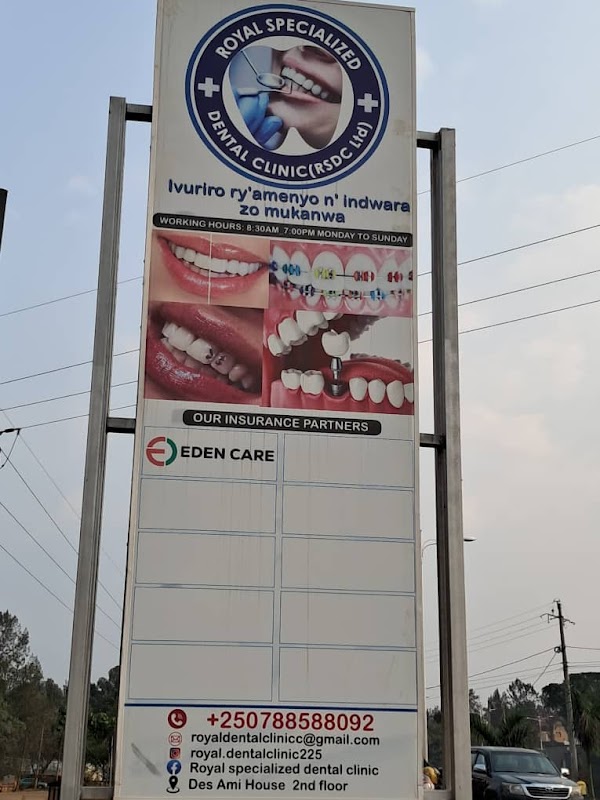 ROYAL SPECIALIZED
DENTAL CLINIC(RSDC Ltd)
Ivuriro ry'amenyo n' indwara
zo mukanwa
WORKING HOURS: 8:30AM_7:00PM MONDAY TO SUNDAY
OUR INSURANCE PARTNERS
EDEN CARE
+250788588092
royaldentalclinicc@gmail.com
royal.dentalclinic225
Royal specialized dental clinic
Des Ami House 2nd floor